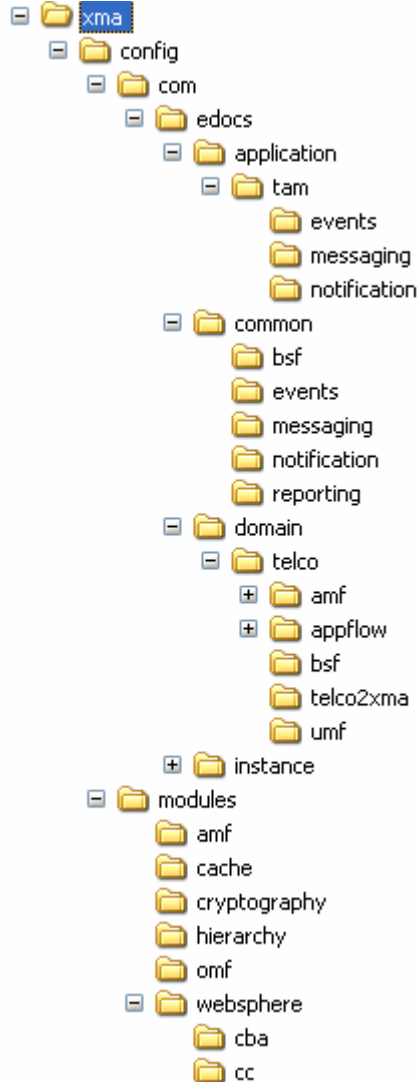 xma
config
com
edocs
application
tam
events
messaging
notification
common
bsf
events
messaging
notification
reporting
domain
telco
amf
appflow
bsf
telco2xma
umf
instance
modules
amf
cache
cryptography
hierarchy
omf
websphere
cba
cc